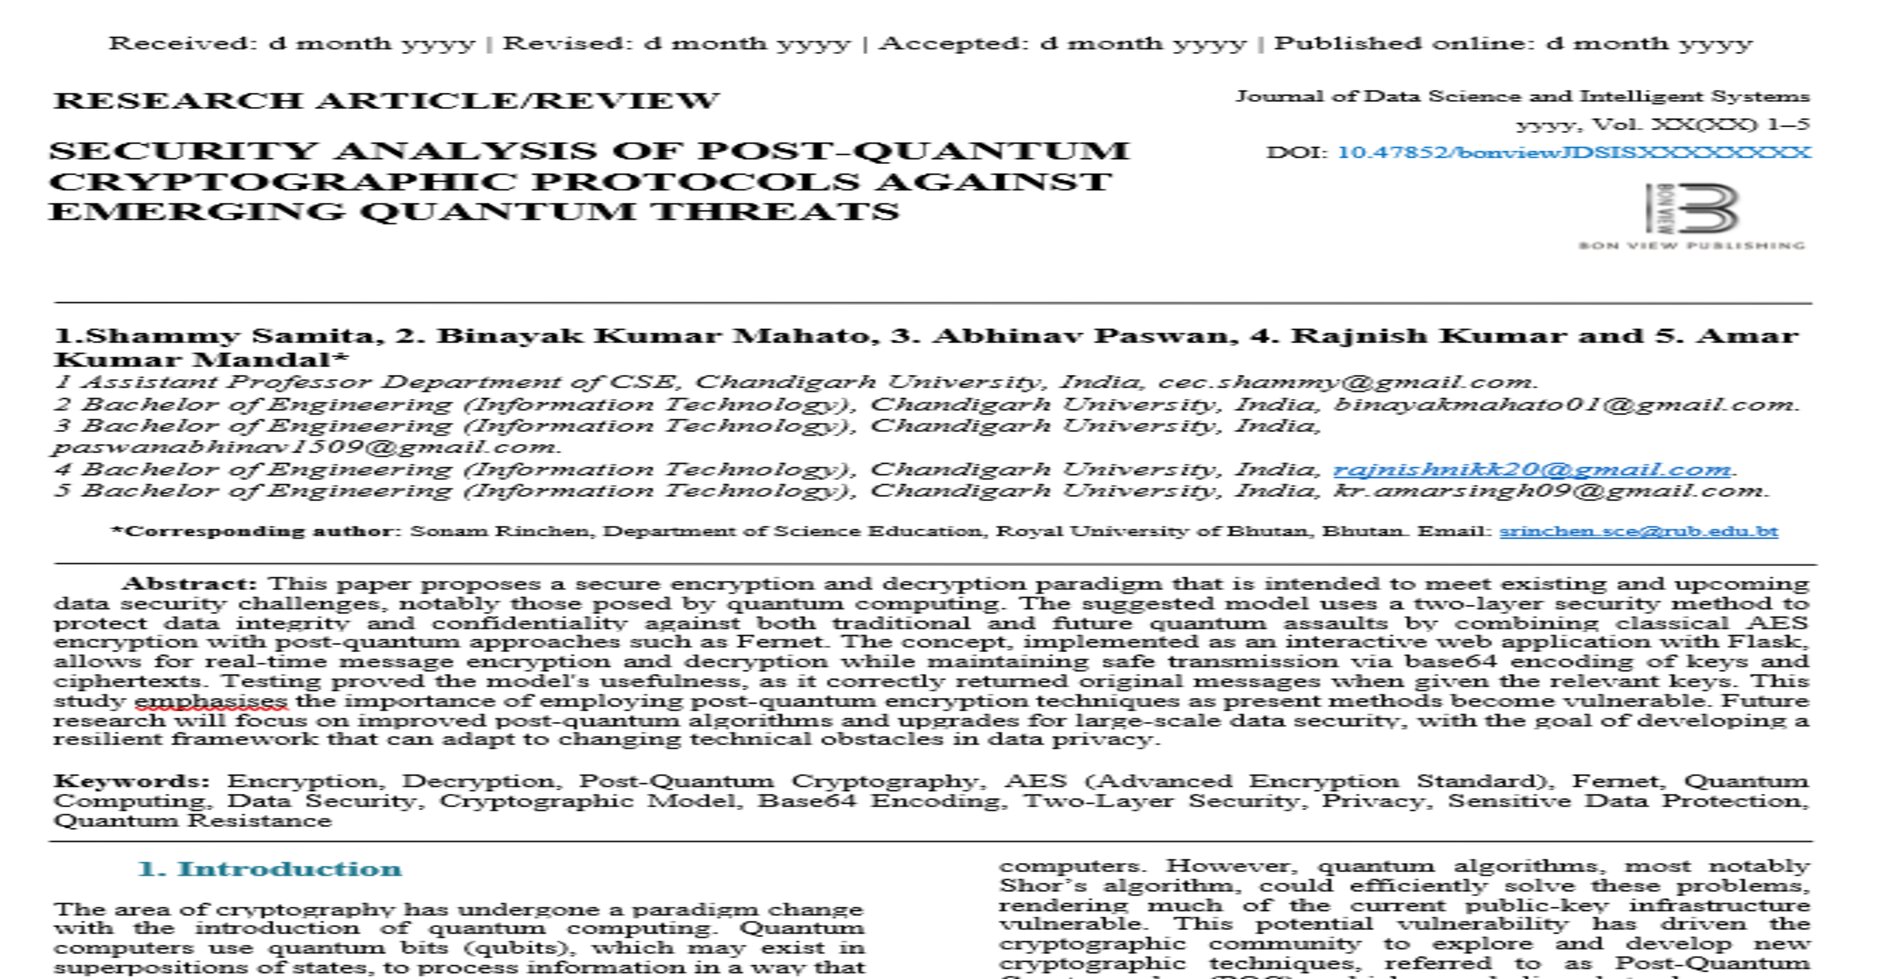 Received: d month yyyy | Revised: d month yyyy | Accepted: d month yyyy | Published online: d month yyyy
RESEARCH ARTICLE/REVIEW
SECURITY ANALYSIS OF POST-QUANTUM
CRYPTOGRAPHIC PROTOCOLS AGAINST
EMERGING QUANTUM THREATS
Journal of Data Science and Intelligent Systems
yyyy, Vol. XX(XX) 1–5
DOI: 10.47852/bonviewJDSISXXXXXXXXX
BON VIEW
BON VIEW PUBLISHING
1.Shammy Samita, 2. Binayak Kumar Mahato, 3. Abhinav Paswan, 4. Rajnish Kumar and 5. Amar
Kumar Mandal*
1 Assistant Professor Department of CSE, Chandigarh University, India, cec.shammy@gmail.com.
2 Bachelor of Engineering (Information Technology), Chandigarh University, India, binayakmahato01@gmail.com.
3 Bachelor of Engineering (Information Technology), Chandigarh University, India,
paswanabhinav1509@gmail.com.
4 Bachelor of Engineering (Information Technology), Chandigarh University, India, rajnishnikk20@gmail.com.
5 Bachelor of Engineering (Information Technology), Chandigarh University, India, kr.amarsingh09@gmail.com.
*Corresponding author: Sonam Rinchen, Department of Science Education, Royal University of Bhutan, Bhutan. Email: srinchen.sce@rub.edu.bt
Abstract: This paper proposes a secure encryption and decryption paradigm that is intended to meet existing and upcoming
data security challenges, notably those posed by quantum computing. The suggested model uses a two-layer security method to
protect data integrity and confidentiality against both traditional and future quantum assaults by combining classical AES
encryption with post-quantum approaches such as Fernet. The concept, implemented as an interactive web application with Flask,
allows for real-time message encryption and decryption while maintaining safe transmission via base64 encoding of keys and
ciphertexts. Testing proved the model's usefulness, as it correctly returned original messages when given the relevant keys. This
study emphasises the importance of employing post-quantum encryption techniques as present methods become vulnerable. Future
research will focus on improved post-quantum algorithms and upgrades for large-scale data security, with the goal of developing a
resilient framework that can adapt to changing technical obstacles in data privacy.
Keywords: Encryption, Decryption, Post-Quantum Cryptography, AES (Advanced Encryption Standard), Fernet, Quantum
Computing, Data Security, Cryptographic Model, Base64 Encoding, Two-Layer Security, Privacy, Sensitive Data Protection,
Quantum Resistance
1. Introduction
The area of cryptography has undergone a paradigm change
with the introduction of quantum computing. Quantum
computers use quantum bits (qubits), which may exist in
superpositions of states, to process information in a way that
computers. However, quantum algorithms, most notably
Shor's algorithm, could efficiently solve these problems,
rendering much of the current public-key infrastructure
vulnerable. This potential vulnerability has driven the
cryptographic community to explore and develop new
cryptographic techniques, referred to as Post-Quantum